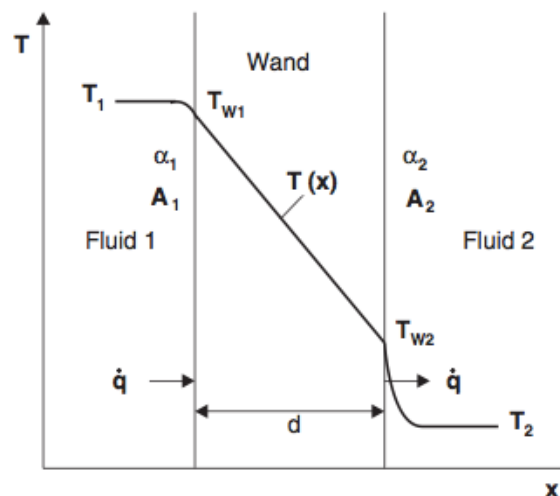 T
Wand
T₁
T_W1
α₁
α₂
A₁
T (x)
A₂
Fluid 1
Fluid 2
T_W2
q̇
q̇
d
T₂
x